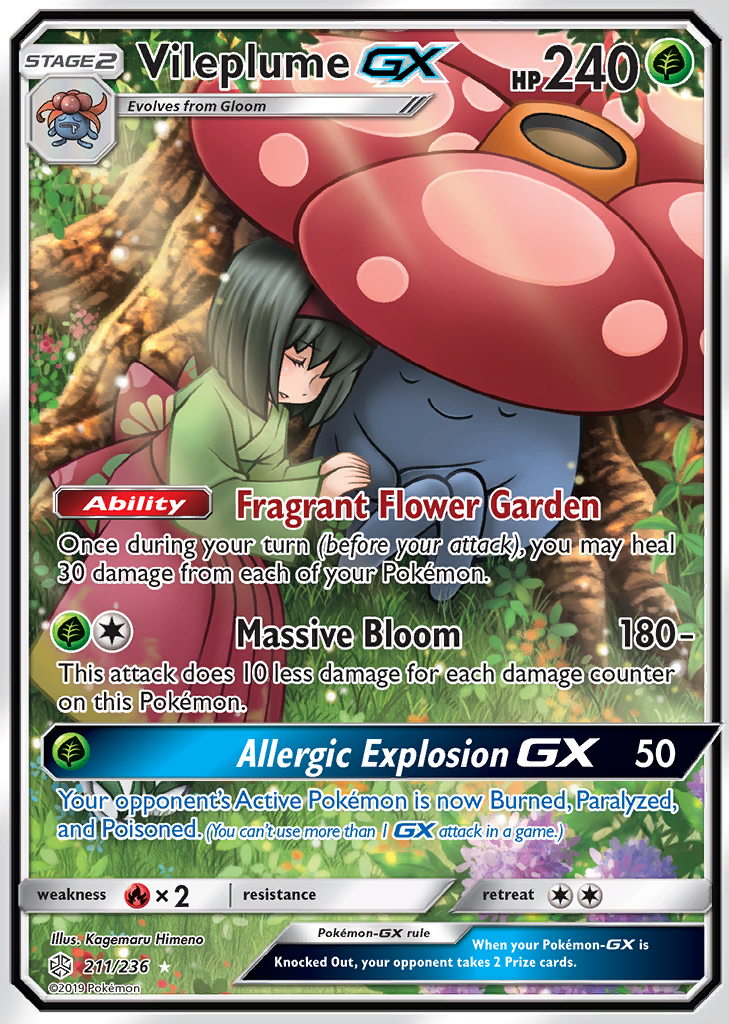 STAGE2 Vileplume GX HP240
Evolves from Gloom
Ability Fragrant Flower Garden
Once during your turn (before your attack), you may heal
30 damage from each of your Pokémon.
Massive Bloom 180-
This attack does 10 less damage for each damage counter
on this Pokémon.
Allergic Explosion GX 50
Your opponent's Active Pokémon is now Burned, Paralyzed,
and Poisoned. (You can't use more than 1 GX attack in a game.)
weakness ×2 resistance retreat
Illus. Kagemaru Himeno
Pokémon-GX rule
When your Pokémon-GX is
Knocked Out, your opponent takes 2 Prize cards.
211/236
©2019 Pokémon